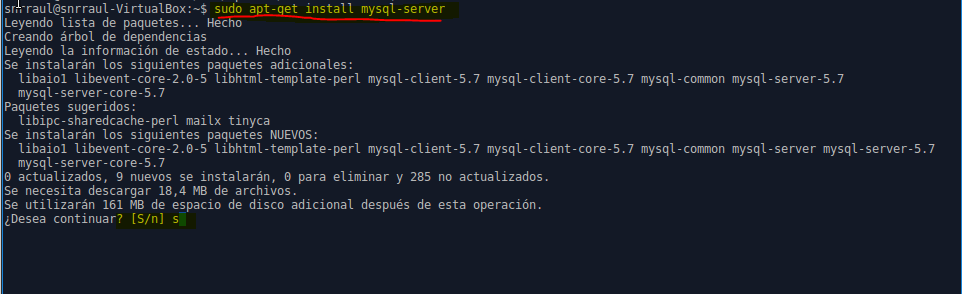 snrraul@snrraul-VirtualBox:~$ sudo apt-get install mysql-server
Leyendo lista de paquetes... Hecho
Creando árbol de dependencias
Leyendo la información de estado... Hecho
Se instalarán los siguientes paquetes adicionales:
libaio1 libevent-core-2.0-5 libhtml-template-perl mysql-client-5.7 mysql-client-core-5.7 mysql-common mysql-server-5.7
mysql-server-core-5.7
Paquetes sugeridos:
libipc-sharedcache-perl mailx tinyca
Se instalarán los siguientes paquetes NUEVOS:
libaio1 libevent-core-2.0-5 libhtml-template-perl mysql-client-5.7 mysql-client-core-5.7 mysql-common mysql-server mysql-server-5.7
mysql-server-core-5.7
0 actualizados, 9 nuevos se instalarán, 0 para eliminar y 285 no actualizados.
Se necesita descargar 18,4 MB de archivos.
Se utilizarán 161 MB de espacio de disco adicional después de esta operación.
¿Desea continuar? [S/n] s